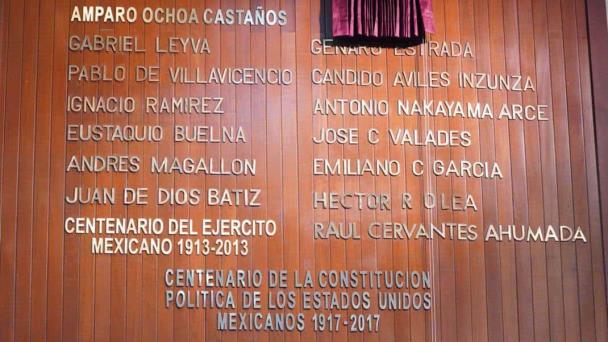 AMPARO OCHOA CASTAÑOS
GABRIEL LEYVA
PABLO DE VILLAVICENCIO
IGNACIO RAMIREZ
EUSTAQUIO BUELNA
ANDRES MAGALLON
JUAN DE DIOS BATIZ
CENTENARIO DEL EJERCITO
MEXICANO 1913-2013
GENARO ESTRADA
CANDIDO AVILES INZUNZA
ANTONIO NAKAYAMA ARCE
JOSE C VALADES
EMILIANO C GARCIA
HECTOR R OLEA
RAUL CERVANTES AHUMADA
CENTENARIO DE LA CONSTITUCION
POLITICA DE LOS ESTADOS UNIDOS
MEXICANOS 1917-2017